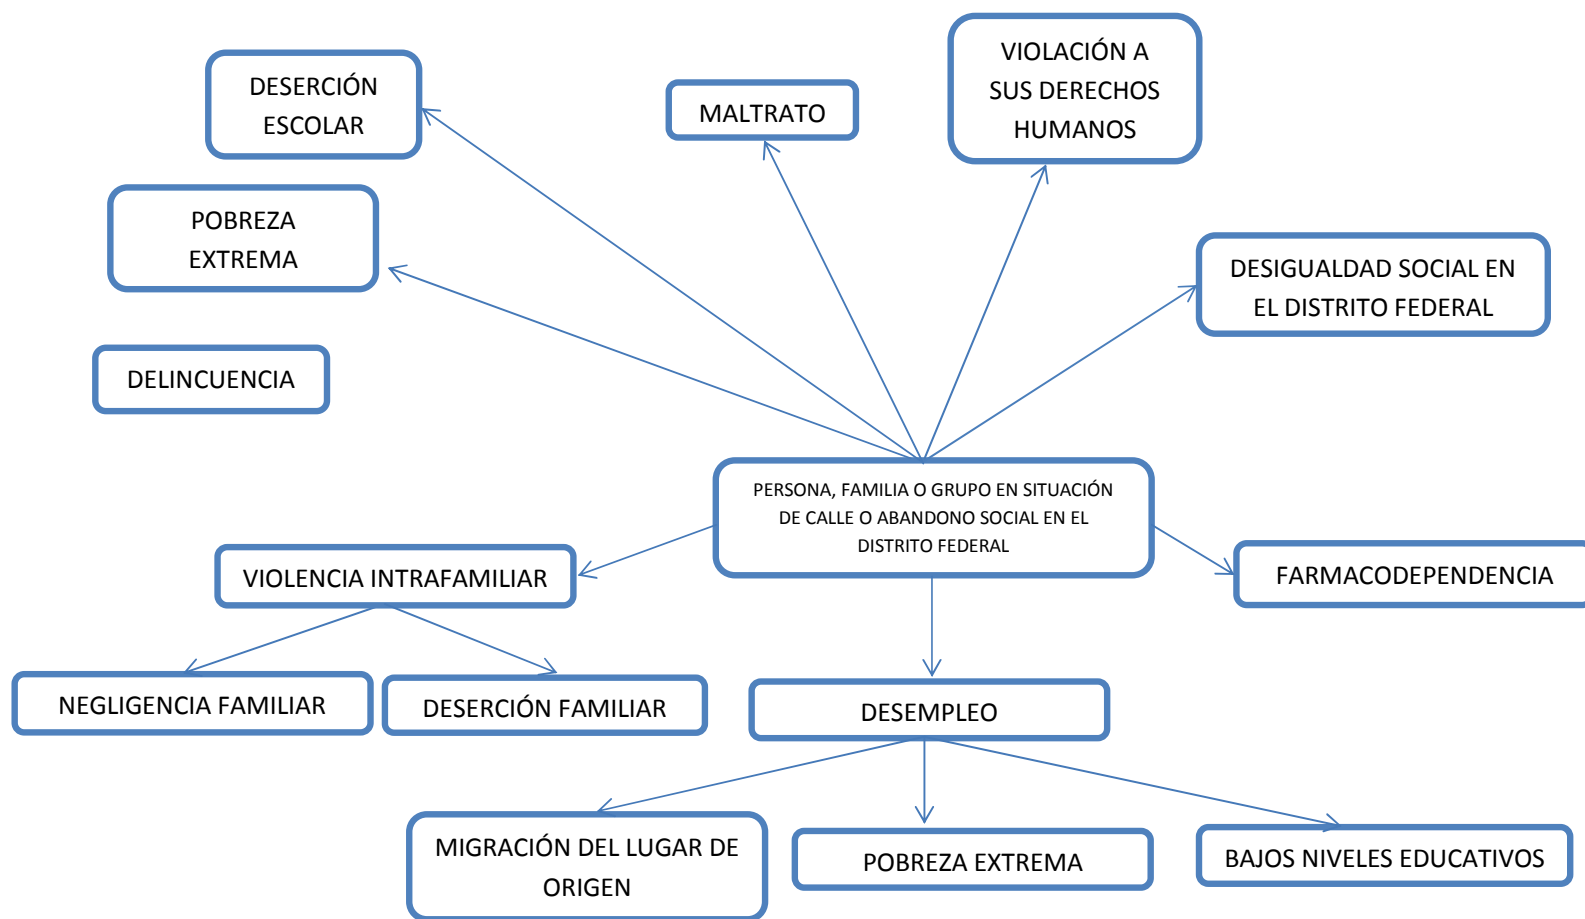 DESERCIÓN
ESCOLAR
MALTRATO
VIOLACIÓN A
SUS DERECHOS
HUMANOS
POBREZA
EXTREMA
DESIGUALDAD SOCIAL EN
EL DISTRITO FEDERAL
DELINCUENCIA
PERSONA, FAMILIA O GRUPO EN SITUACIÓN
DE CALLE O ABANDONO SOCIAL EN EL
DISTRITO FEDERAL
VIOLENCIA INTRAFAMILIAR
FARMACODEPENDENCIA
NEGLIGENCIA FAMILIAR
DESERCIÓN FAMILIAR
DESEMPLEO
MIGRACIÓN DEL LUGAR DE
ORIGEN
POBREZA EXTREMA
BAJOS NIVELES EDUCATIVOS